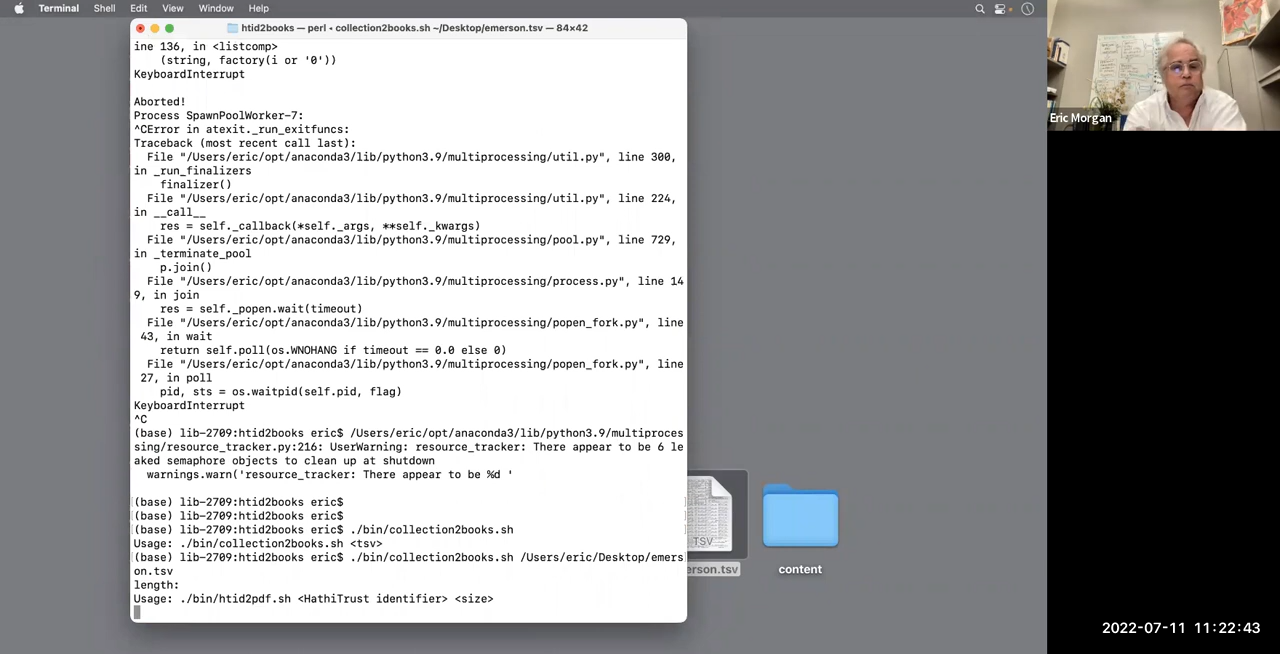 Terminal Shell Edit View Window Help
htid2books — perl ◂ collection2books.sh ~/Desktop/emerson.tsv — 84×42
ine 136, in <listcomp>
(string, factory(i or '0'))
KeyboardInterrupt
Aborted!
Process SpawnPoolWorker-7:
^CError in atexit._run_exitfuncs:
Traceback (most recent call last):
File "/Users/eric/opt/anaconda3/lib/python3.9/multiprocessing/util.py", line 300,
in _run_finalizers
finalizer()
File "/Users/eric/opt/anaconda3/lib/python3.9/multiprocessing/util.py", line 224,
in __call__
res = self._callback(*self._args, **self._kwargs)
File "/Users/eric/opt/anaconda3/lib/python3.9/multiprocessing/pool.py", line 729,
in _terminate_pool
p.join()
File "/Users/eric/opt/anaconda3/lib/python3.9/multiprocessing/process.py", line 14
9, in join
res = self._popen.wait(timeout)
File "/Users/eric/opt/anaconda3/lib/python3.9/multiprocessing/popen_fork.py", line
43, in wait
return self.poll(os.WNOHANG if timeout == 0.0 else 0)
File "/Users/eric/opt/anaconda3/lib/python3.9/multiprocessing/popen_fork.py", line
27, in poll
pid, sts = os.waitpid(self.pid, flag)
KeyboardInterrupt
^C
(base) lib-2709:htid2books eric$ /Users/eric/opt/anaconda3/lib/python3.9/multiproces
sing/resource_tracker.py:216: UserWarning: resource_tracker: There appear to be 6 le
aked semaphore objects to clean up at shutdown
warnings.warn('resource_tracker: There appear to be %d '
(base) lib-2709:htid2books eric$
(base) lib-2709:htid2books eric$
(base) lib-2709:htid2books eric$ ./bin/collection2books.sh
Usage: ./bin/collection2books.sh <tsv>
(base) lib-2709:htid2books eric$ ./bin/collection2books.sh /Users/eric/Desktop/emers
on.tsv
length:
Usage: ./bin/htid2pdf.sh <HathiTrust identifier> <size>
TSV
erson.tsv
content
Eric Morgan
2022-07-11 11:22:43